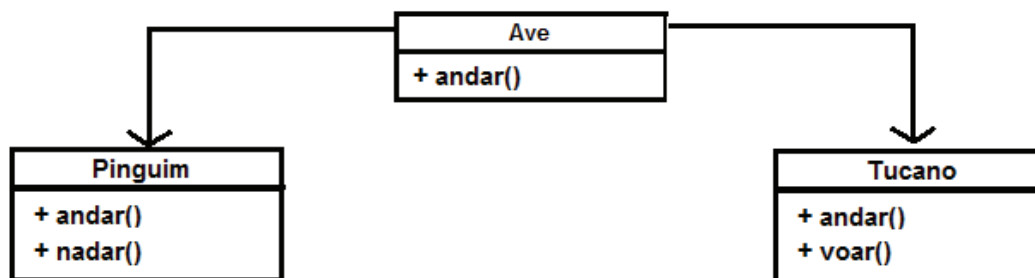 Ave
+ andar()
Pinguim
+ andar()
+ nadar()
Tucano
+ andar()
+ voar()